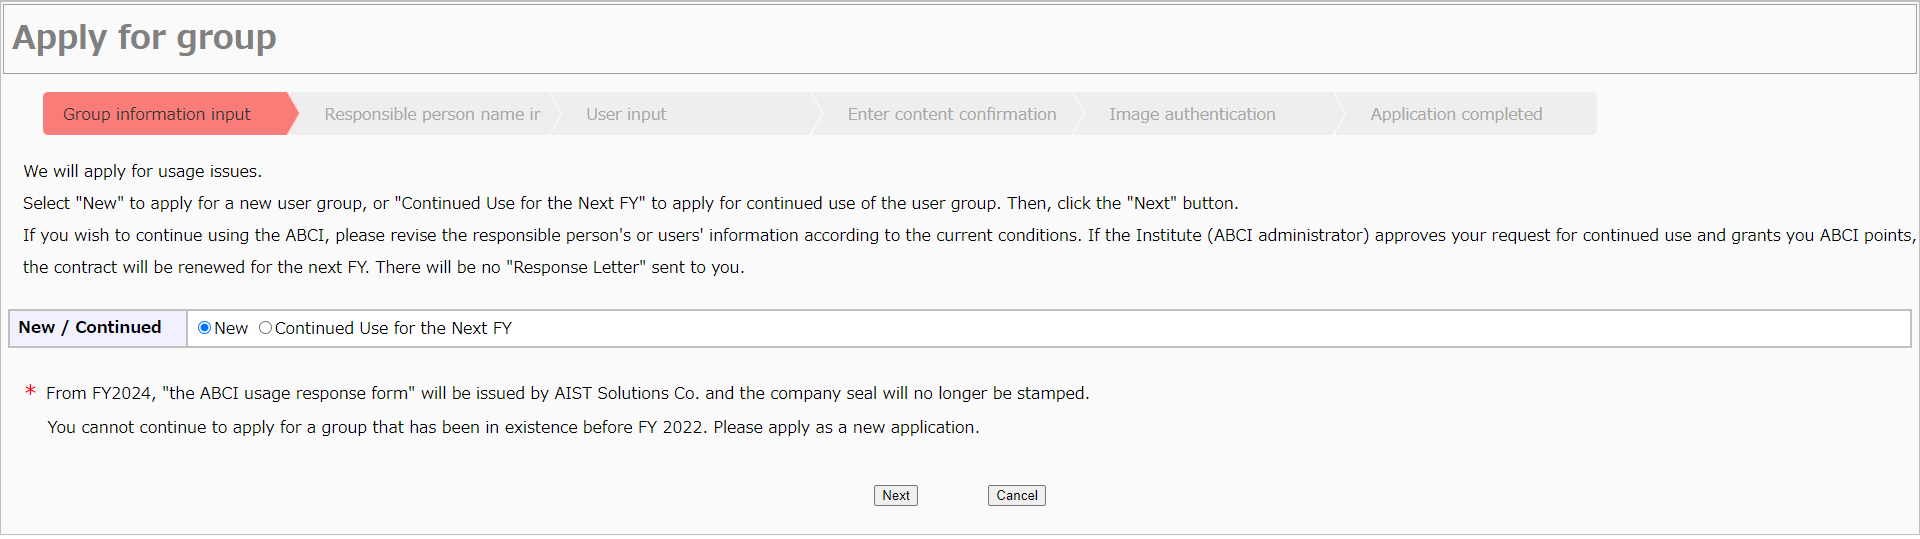 Apply for group
Group information input
Responsible person name ir
User input
Enter content confirmation
Image authentication
Application completed
We will apply for usage issues.
Select "New" to apply for a new user group, or "Continued Use for the Next FY" to apply for continued use of the user group. Then, click the "Next" button.
If you wish to continue using the ABCI, please revise the responsible person's or users' information according to the current conditions. If the Institute (ABCI administrator) approves your request for continued use and grants you ABCI points,
the contract will be renewed for the next FY. There will be no "Response Letter" sent to you.
New / Continued
New Continued Use for the Next FY
* From FY2024, "the ABCI usage response form" will be issued by AIST Solutions Co. and the company seal will no longer be stamped.
You cannot continue to apply for a group that has been in existence before FY 2022. Please apply as a new application.
Next
Cancel